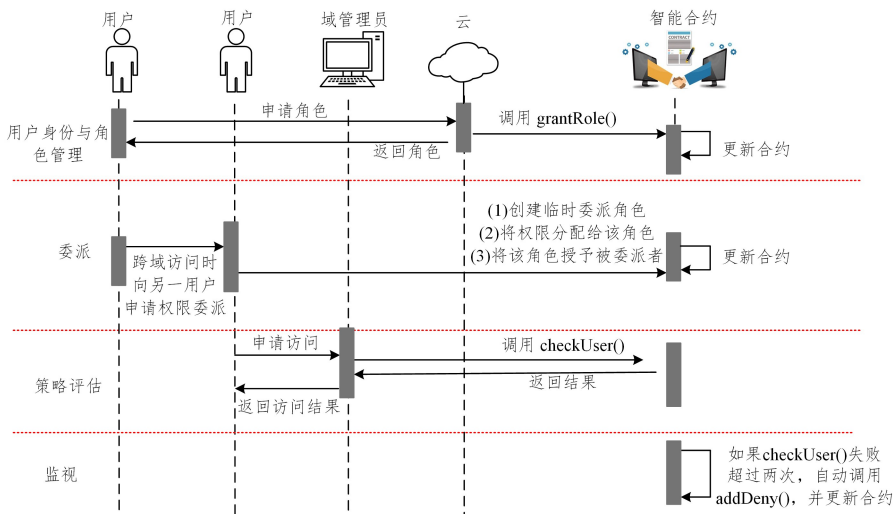 用户
用户
域管理员
云
智能合约
CONTRACT
用户身份与角
色管理
申请角色
返回角色
调用 grantRole()
更新合约
委派
跨域访问时
向另一用户
申请权限委派
(1)创建临时委派角色
(2)将权限分配给该角色
(3)将该角色授予被委派者
更新合约
策略评估
申请访问
返回访问结果
调用 checkUser()
返回结果
监视
如果checkUser()失败
超过两次，自动调用
addDeny()，并更新合约